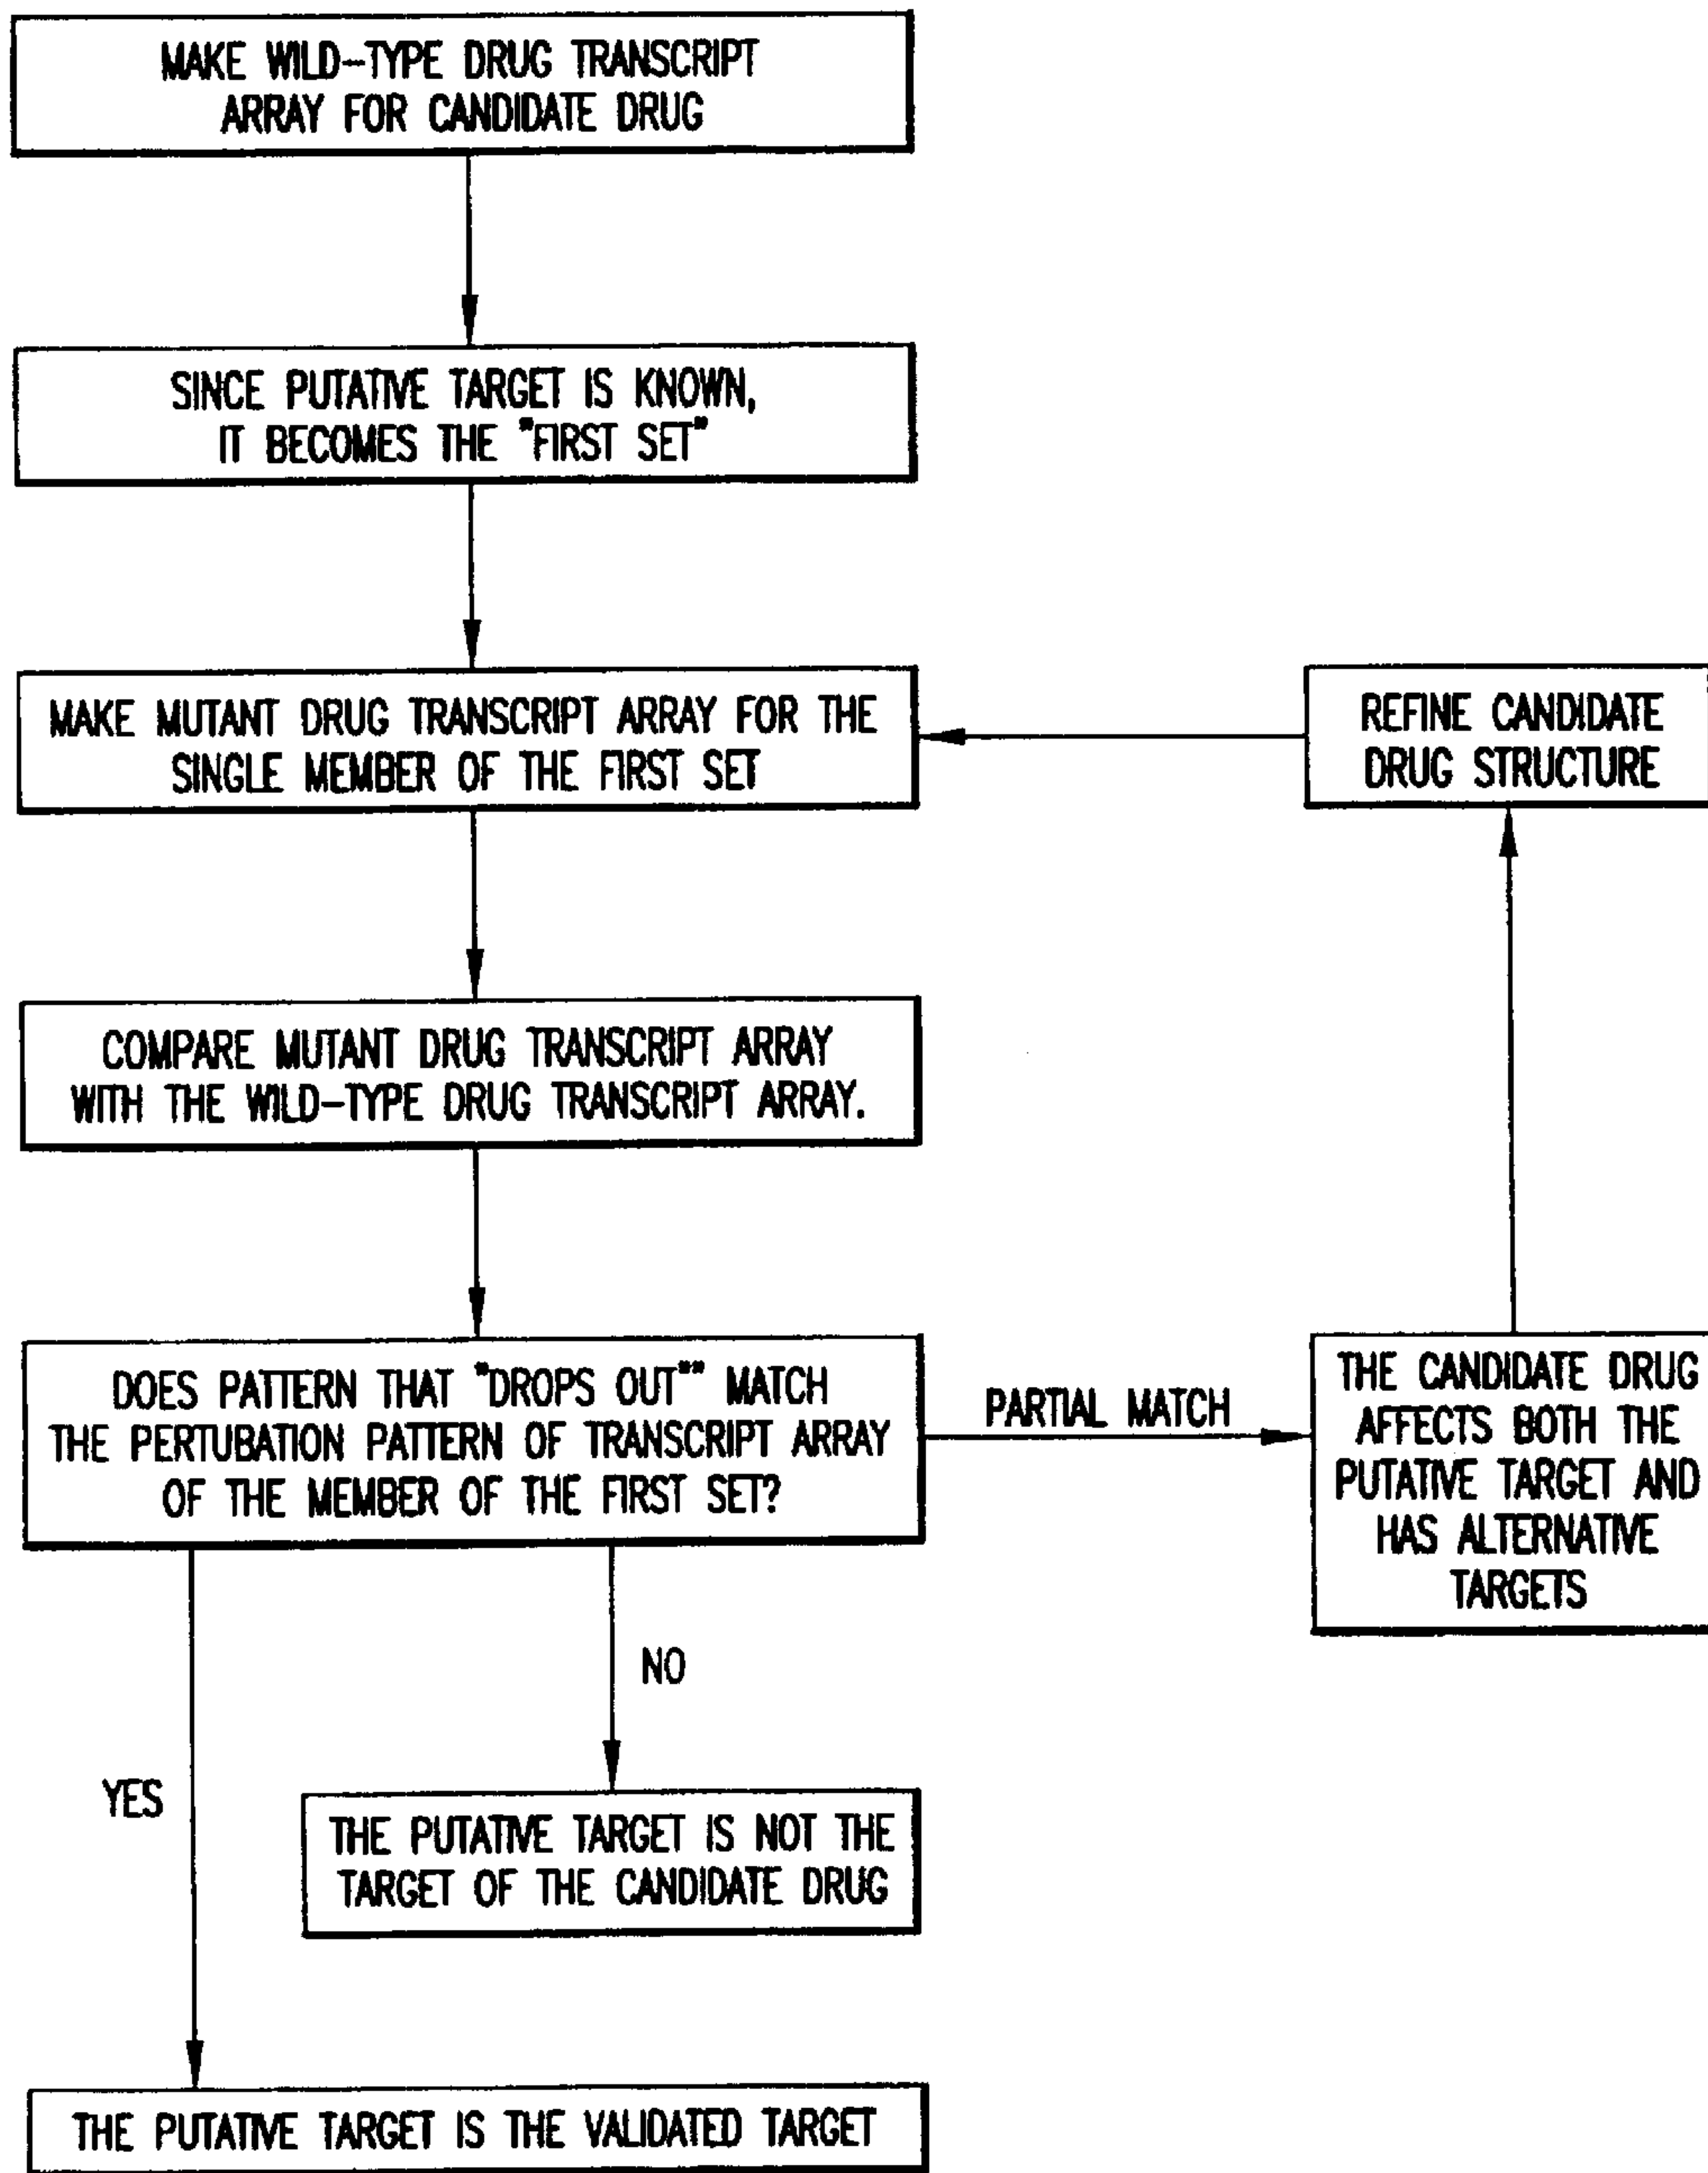 MAKE WILD-TYPE DRUG TRANSCRIPT
ARRAY FOR CANDIDATE DRUG
SINCE PUTATIVE TARGET IS KNOWN,
IT BECOMES THE "FIRST SET"
MAKE MUTANT DRUG TRANSCRIPT ARRAY FOR THE
SINGLE MEMBER OF THE FIRST SET
REFINE CANDIDATE
DRUG STRUCTURE
COMPARE MUTANT DRUG TRANSCRIPT ARRAY
WITH THE WILD-TYPE DRUG TRANSCRIPT ARRAY.
DOES PATTERN THAT "DROPS OUT"" MATCH
THE PERTUBATION PATTERN OF TRANSCRIPT ARRAY
OF THE MEMBER OF THE FIRST SET?
PARTIAL MATCH
THE CANDIDATE DRUG
AFFECTS BOTH THE
PUTATIVE TARGET AND
HAS ALTERNATIVE
TARGETS
NO
YES
THE PUTATIVE TARGET IS NOT THE
TARGET OF THE CANDIDATE DRUG
THE PUTATIVE TARGET IS THE VALIDATED TARGET